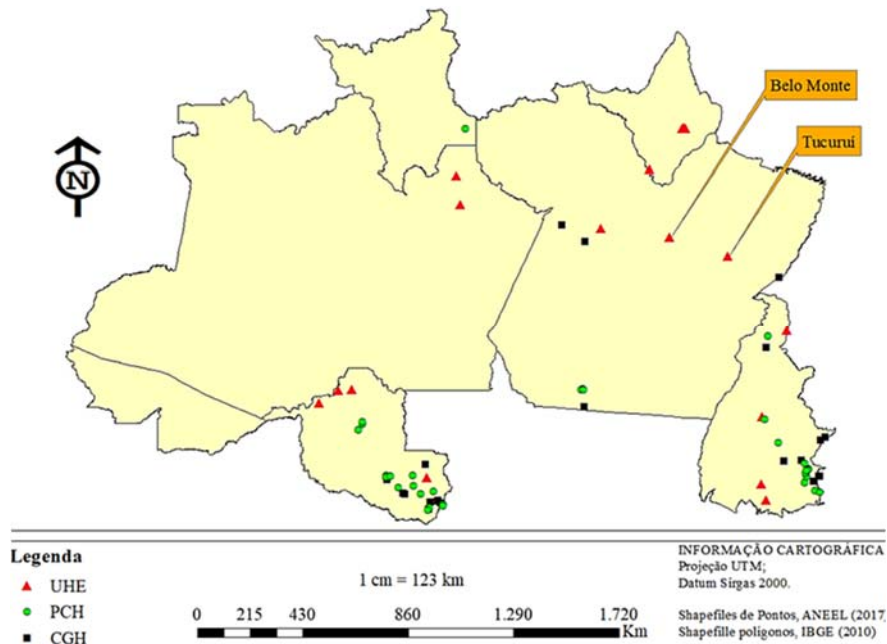 Belo Monte
Tucuruí
N
Legenda
UHE
PCH
CGH
1 cm = 123 km
0 215 430 860 1.290 1.720
Km
INFORMAÇÃO CARTOGRÁFICA
Projeção UTM;
Datum Sirgas 2000.
Shapefiles de Pontos, ANEEL (2017)
Shapefille poligonos, IBGE (2010)